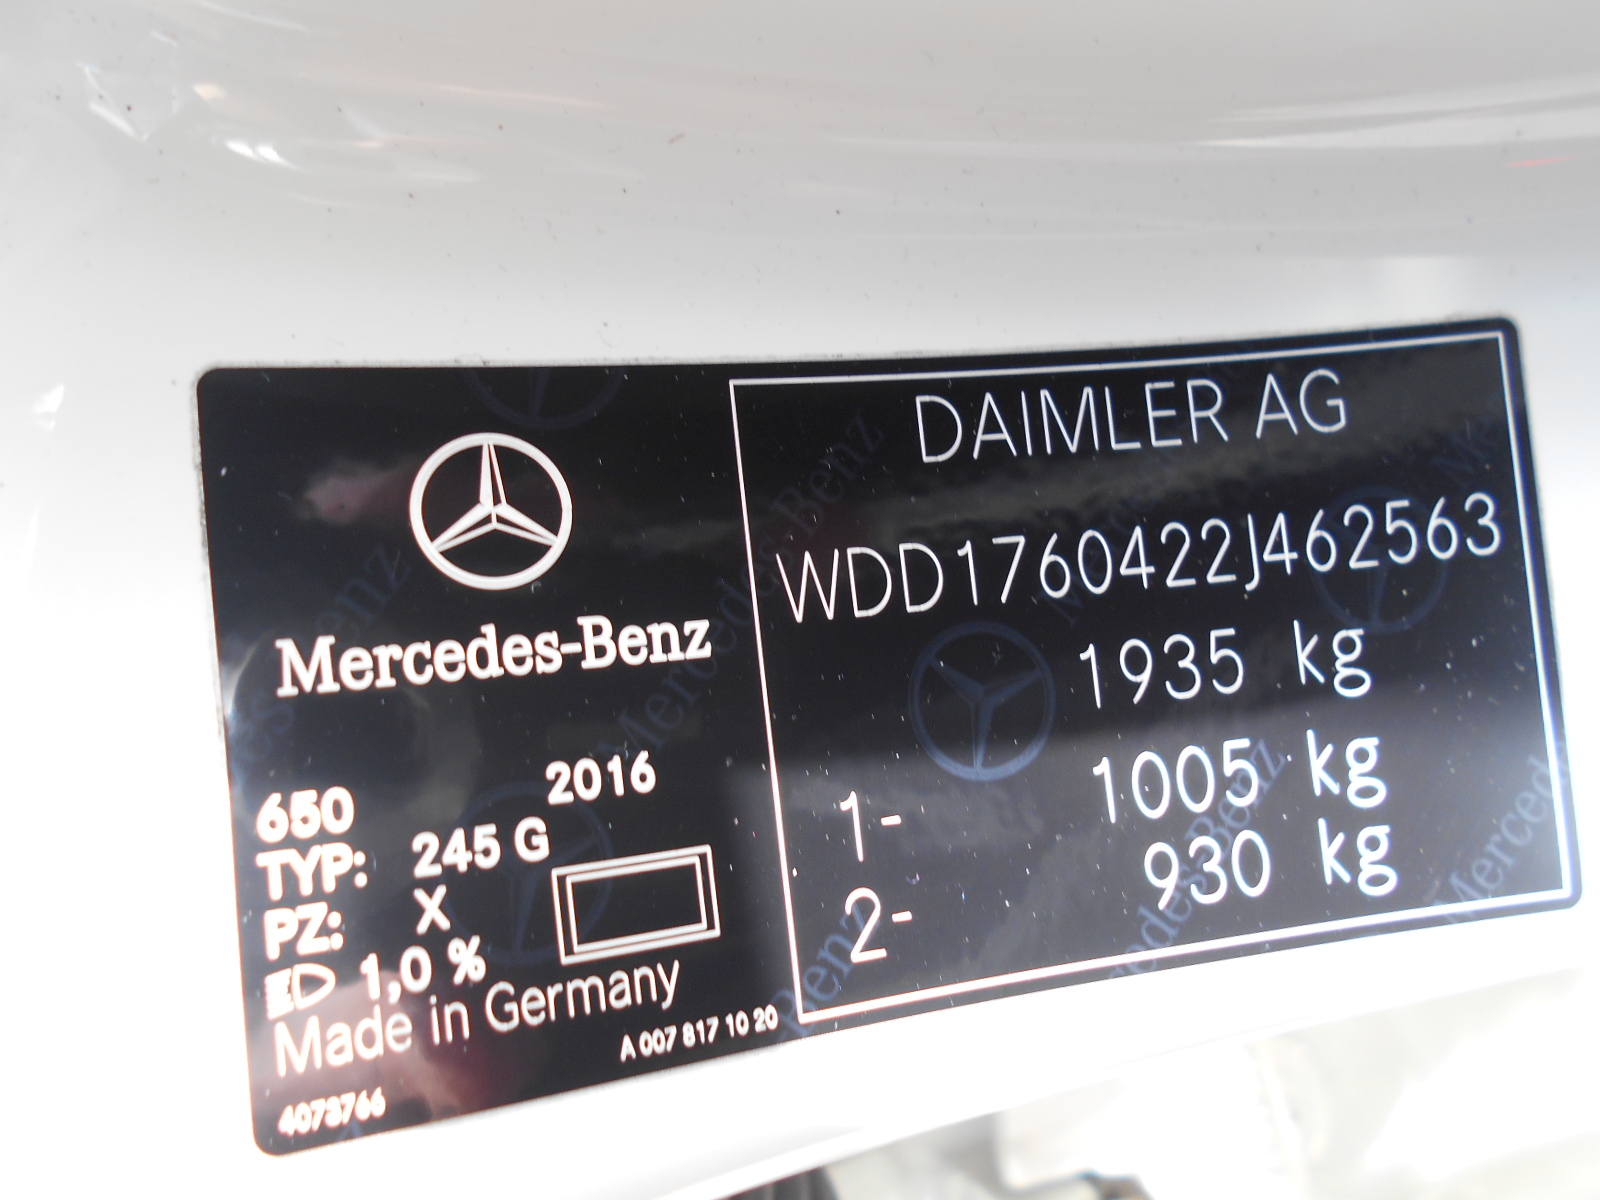 Mercedes-Benz
650 2016
TYP: 245 G
PZ: X
1,0 %
Made in Germany
A 007 817 10 20
4073766
DAIMLER AG
WDD1760422J462563
1935 kg
1- 1005 kg
2- 930 kg